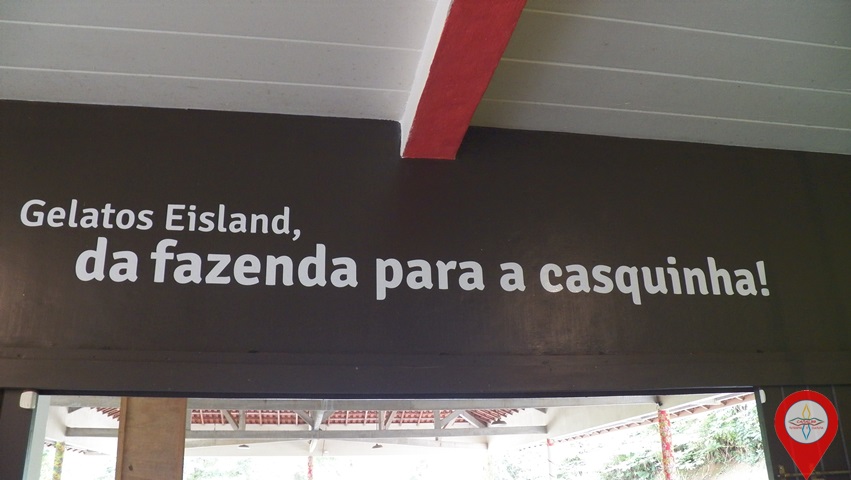 Gelatos Eisland,
da fazenda para a casquinha!